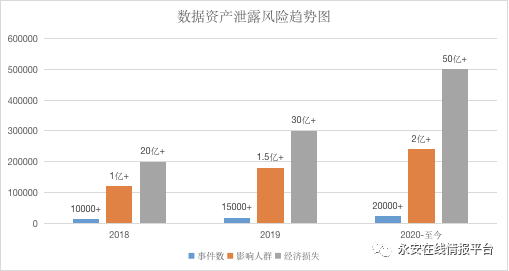 数据资产泄露风险趋势图
600000
500000
400000
300000
200000
100000
0
10000+
1亿+
20亿+
15000+
1.5亿+
30亿+
20000+
2亿+
50亿+
2018
2019
2020-至今
事件数 影响人群 经济损失
永安在线情报平台